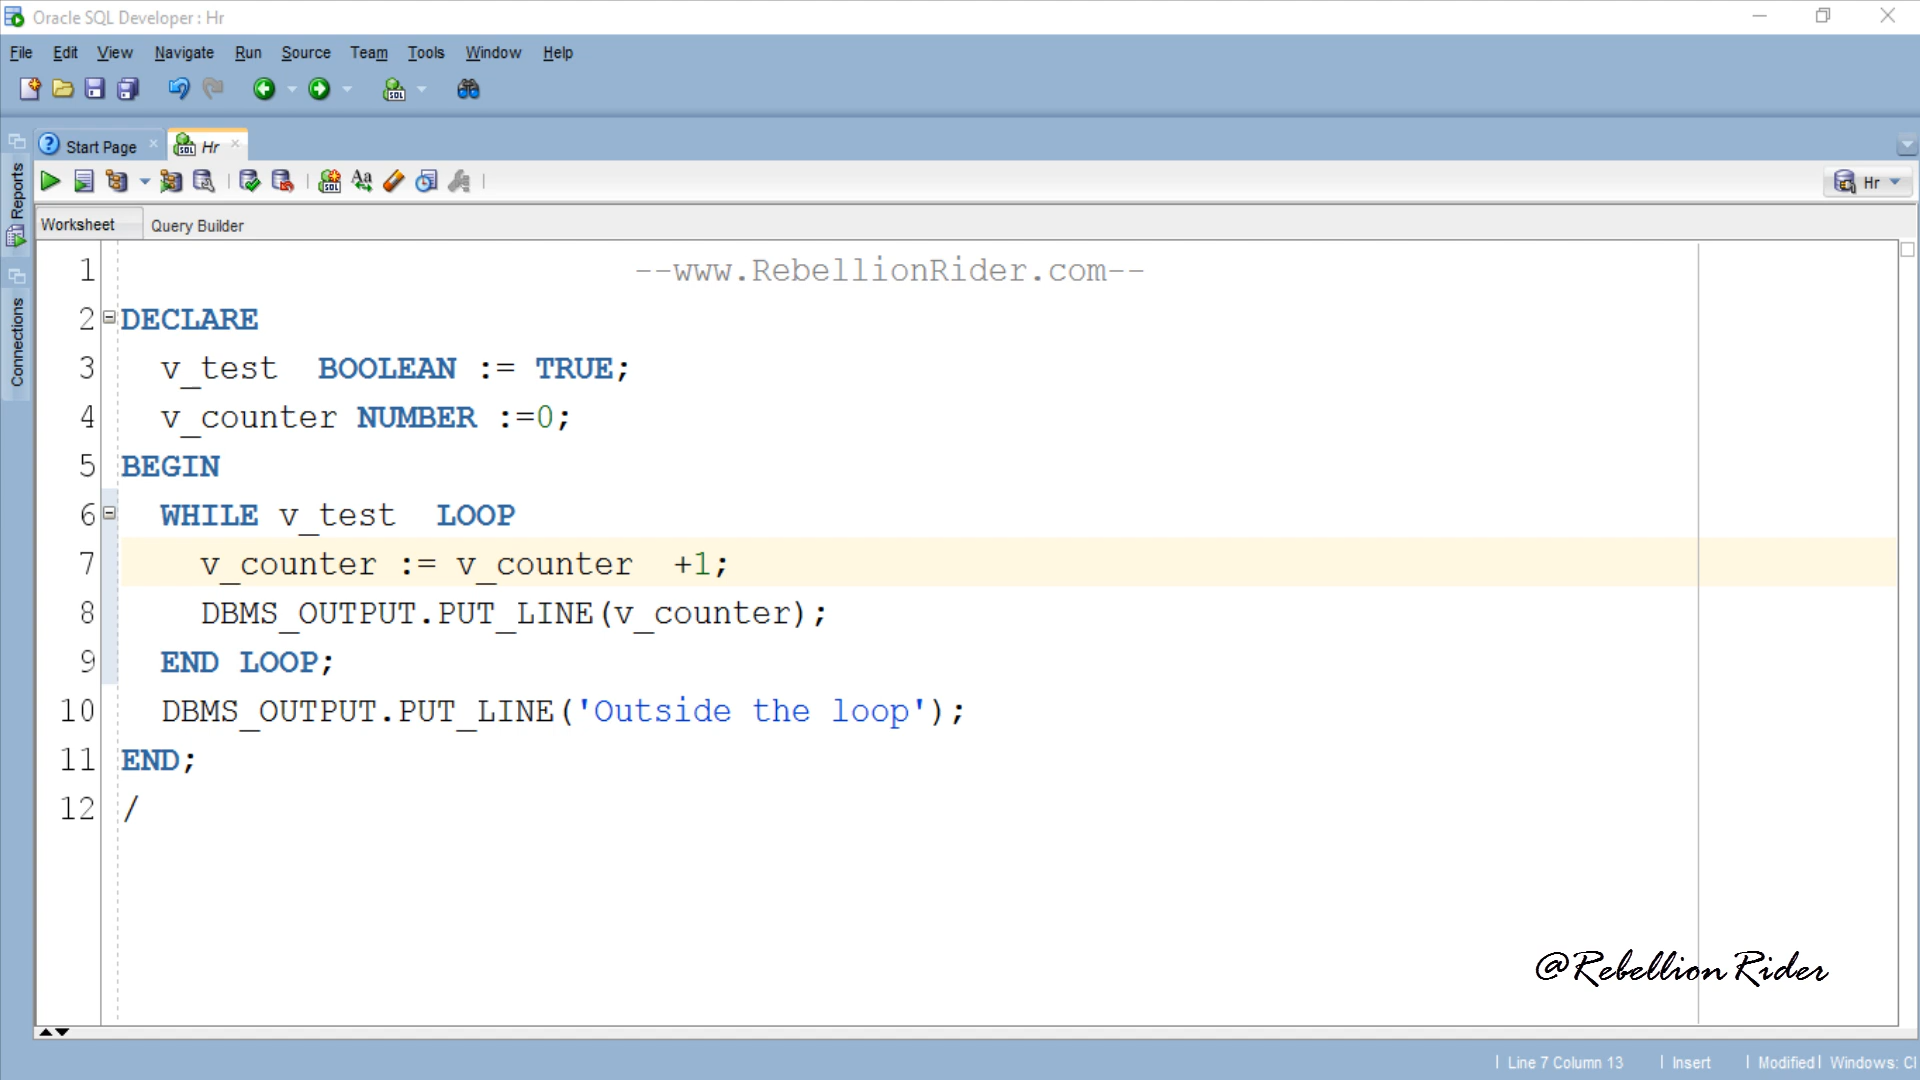 Oracle SQL Developer : Hr
File Edit View Navigate Run Source Team Tools Window Help
Start Page Hr
Reports
Connections
Hr
Worksheet Query Builder
1 --www.RebellionRider.com--
2 DECLARE
3 v_test BOOLEAN := TRUE;
4 v_counter NUMBER :=0;
5 BEGIN
6 WHILE v_test LOOP
7 v_counter := v_counter +1;
8 DBMS_OUTPUT.PUT_LINE(v_counter);
9 END LOOP;
10 DBMS_OUTPUT.PUT_LINE('Outside the loop');
11 END;
12 /
@Rebellion Rider
Line 7 Column 13 Insert Modified Windows: Cl